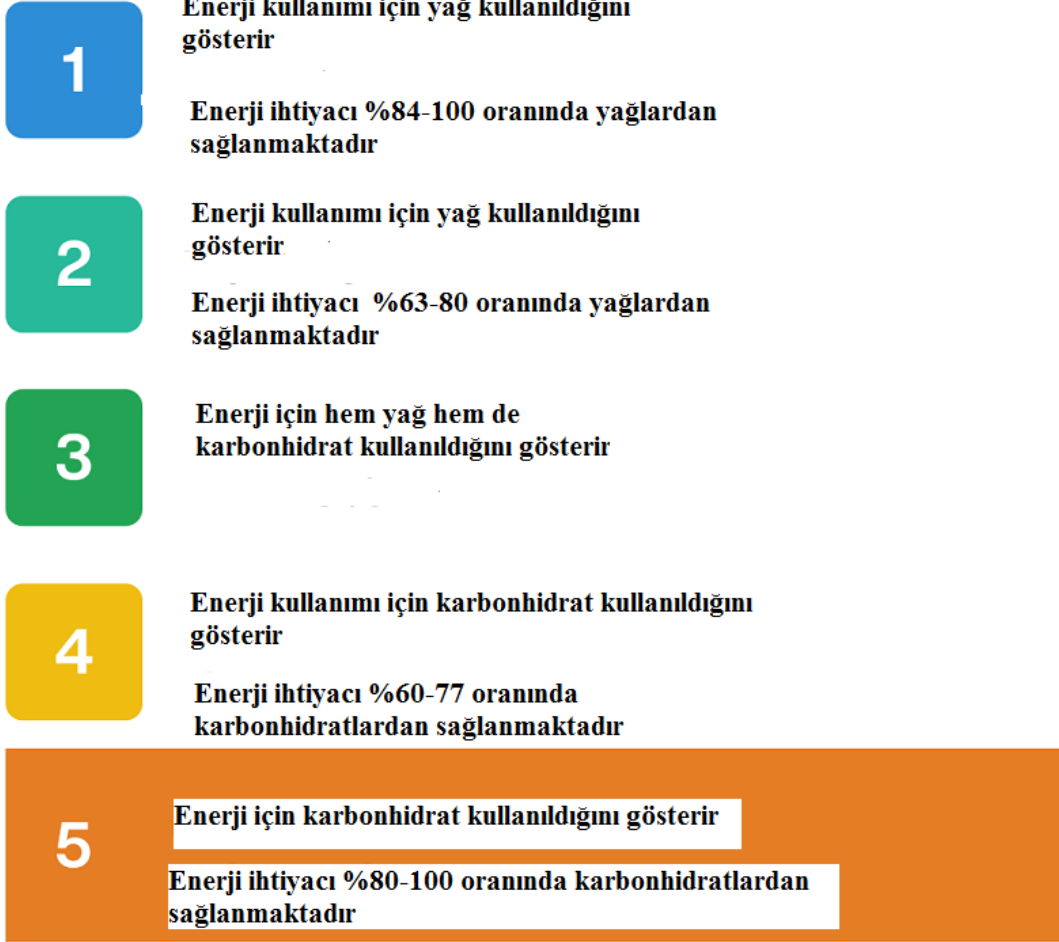 Enerji kullanımı için yağ kullanıldığını
gösterir
1
Enerji ihtiyacı %84-100 oranında yağlardan
sağlanmaktadır
Enerji kullanımı için yağ kullanıldığını
gösterir
2
Enerji ihtiyacı %63-80 oranında yağlardan
sağlanmaktadır
Enerji için hem yağ hem de
karbonhidrat kullanıldığını gösterir
3
Enerji kullanımı için karbonhidrat kullanıldığını
gösterir
4
Enerji ihtiyacı %60-77 oranında
karbonhidratlardan sağlanmaktadır
Enerji için karbonhidrat kullanıldığını gösterir
5
Enerji ihtiyacı %80-100 oranında karbonhidratlardan
sağlanmaktadır